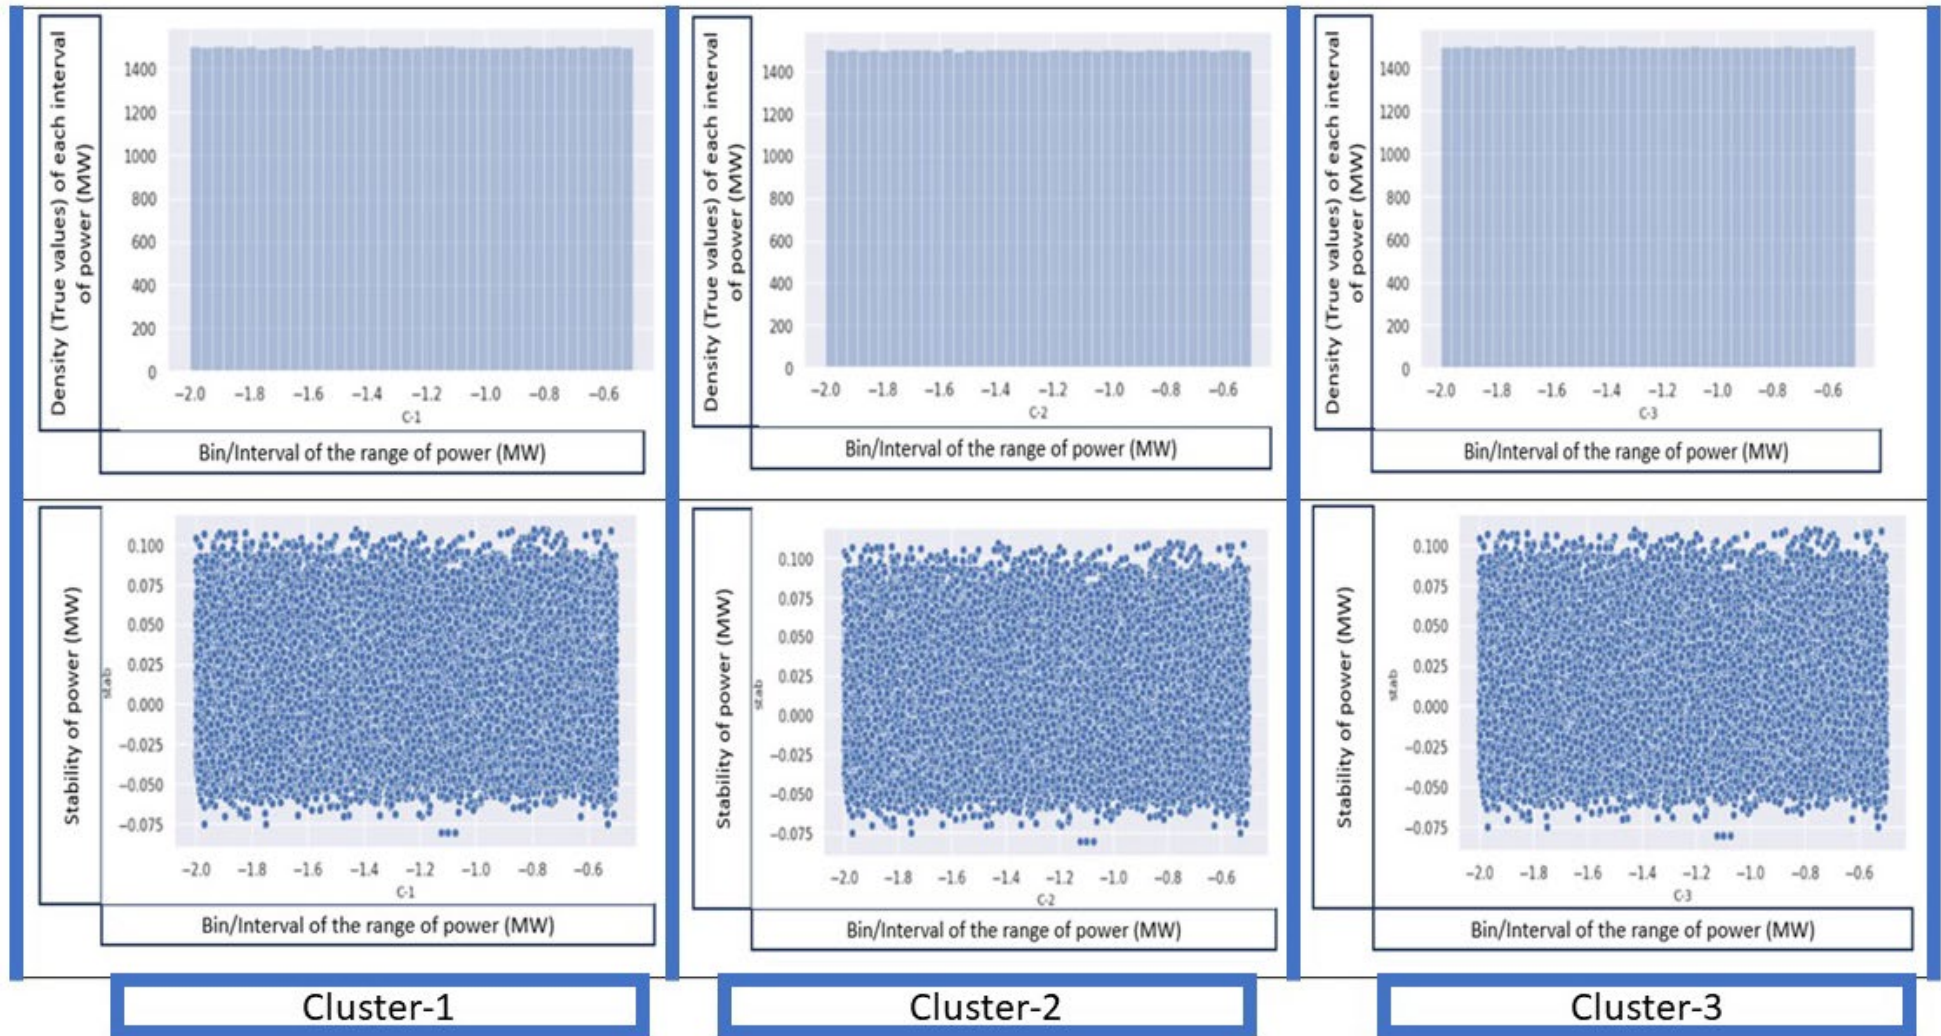 Density (True values) of each interval
of power (MW)
1400
1200
1000
800
600
400
200
0
−2.0 −1.8 −1.6 −1.4 −1.2 −1.0 −0.8 −0.6
C-1
Bin/Interval of the range of power (MW)
Density (True values) of each interval
of power (MW)
1400
1200
1000
800
600
400
200
0
−2.0 −1.8 −1.6 −1.4 −1.2 −1.0 −0.8 −0.6
C-2
Bin/Interval of the range of power (MW)
Density (True values) of each interval
of power (MW)
1400
1200
1000
800
600
400
200
0
−2.0 −1.8 −1.6 −1.4 −1.2 −1.0 −0.8 −0.6
C-3
Bin/Interval of the range of power (MW)
Stability of power (MW)
stab
0.100
0.075
0.050
0.025
0.000
−0.025
−0.050
−0.075
−2.0 −1.8 −1.6 −1.4 −1.2 −1.0 −0.8 −0.6
C-1
Bin/Interval of the range of power (MW)
Stability of power (MW)
stab
0.100
0.075
0.050
0.025
0.000
−0.025
−0.050
−0.075
−2.0 −1.8 −1.6 −1.4 −1.2 −1.0 −0.8 −0.6
C-2
Bin/Interval of the range of power (MW)
Stability of power (MW)
stab
0.100
0.075
0.050
0.025
0.000
−0.025
−0.050
−0.075
−2.0 −1.8 −1.6 −1.4 −1.2 −1.0 −0.8 −0.6
C-3
Bin/Interval of the range of power (MW)
Cluster-1
Cluster-2
Cluster-3